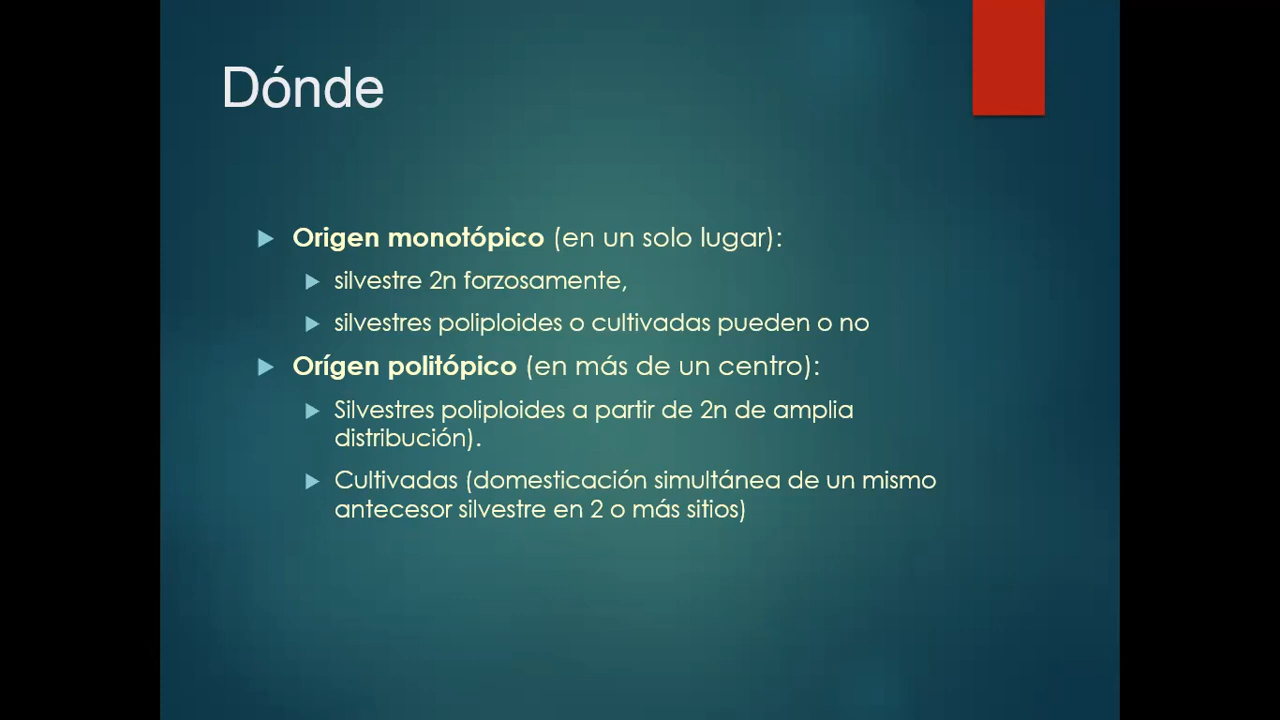 Dónde
Origen monotópico (en un solo lugar):
silvestre 2n forzosamente,
silvestres poliploides o cultivadas pueden o no
Orígen politópico (en más de un centro):
Silvestres poliploides a partir de 2n de amplia
distribución).
Cultivadas (domesticación simultánea de un mismo
antecesor silvestre en 2 o más sitios)